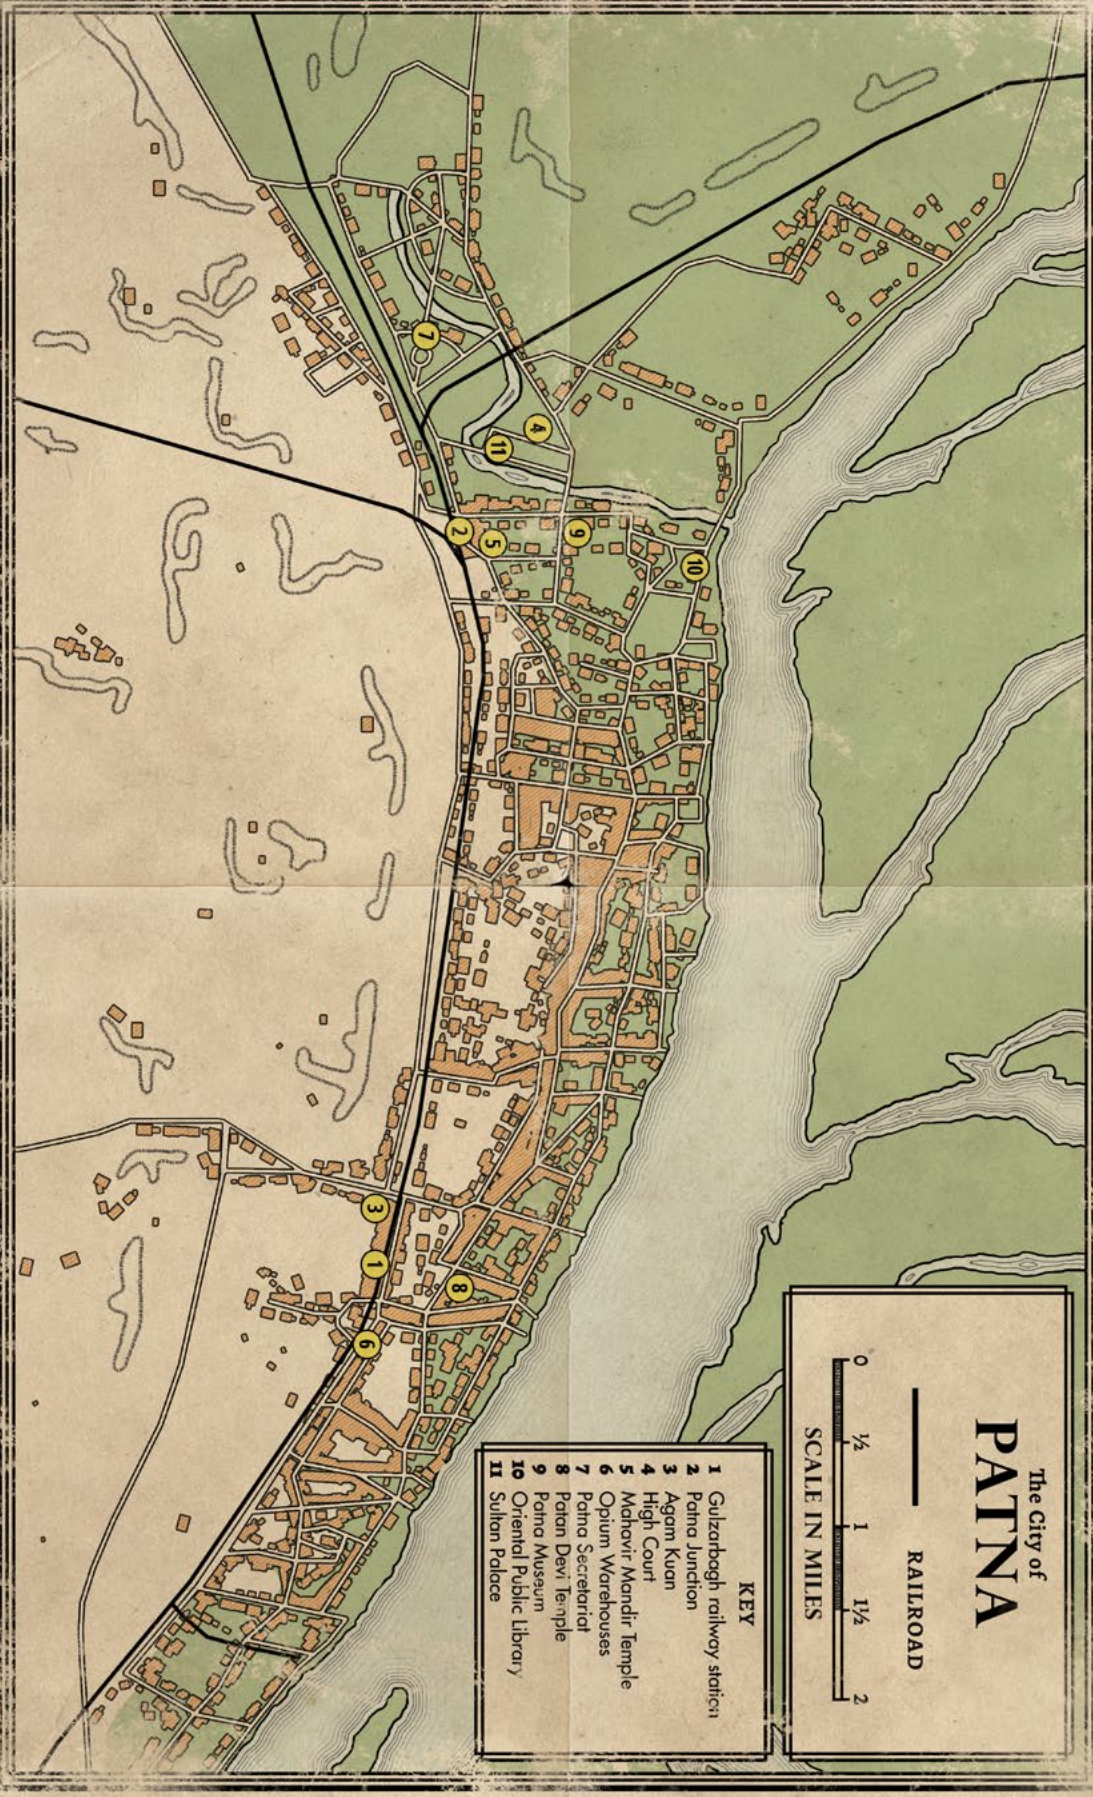 The City of
PATNA
RAILROAD
0 ½ 1 1½ 2
SCALE IN MILES
KEY
1 Gulzarbagh railway station
2 Patna Junction
3 Agam Kuan
4 High Court
5 Mahavir Mandir Temple
6 Opium Warehouses
7 Patna Secretariat
8 Patan Devi Temple
9 Patna Museum
10 Oriental Public Library
11 Sultan Palace
7
4
11
2
5
9
10
3
1
8
6